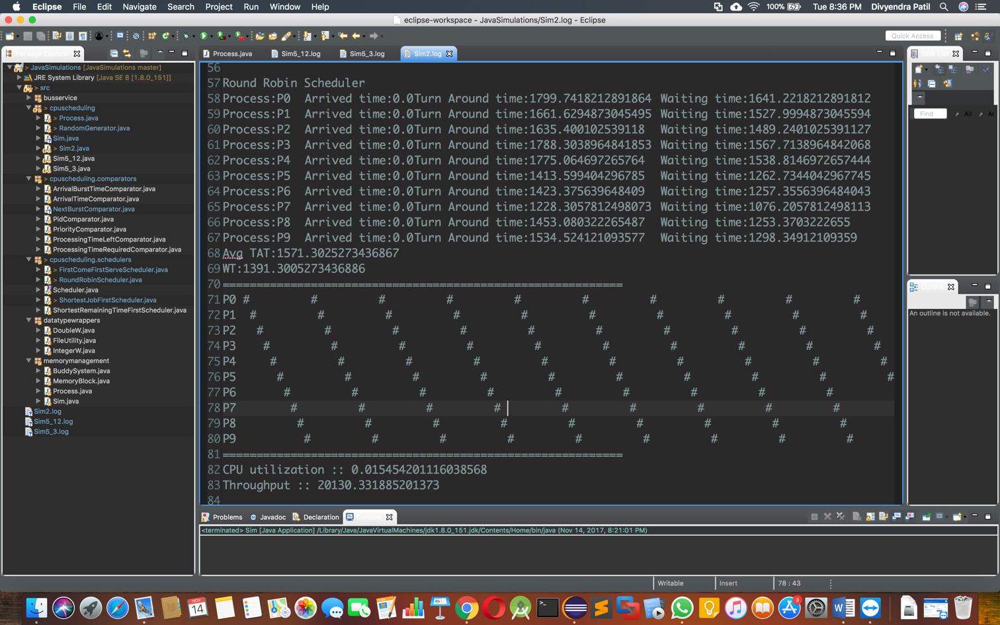 Eclipse File Edit Navigate Search Project Run Window Help 100% Tue 8:36 PM Divyendra Patil
eclipse-workspace - JavaSimulations/Sim2.log - Eclipse
Quick Access
Process.java Sim5_12.log Sim5_3.log Sim2.log
> JavaSimulations [JavaSimulations master]
JRE System Library [Java SE 8 [1.8.0_151]]
> src
busservice
> cpuscheduling
> Process.java
> RandomGenerator.java
Sim.java
> Sim2.java
Sim5_12.java
Sim5_3.java
> cpuscheduling.comparators
ArrivalBurstTimeComparator.java
ArrivalTimeComparator.java
NextBurstComparator.java
PidComparator.java
PriorityComparator.java
ProcessingTimeLeftComparator.java
ProcessingTimeRequiredComparator.java
> cpuscheduling.schedulers
> FirstComeFirstServeScheduler.java
> RoundRobinScheduler.java
Scheduler.java
> ShortestJobFirstScheduler.java
ShortestRemainingTimeFirstScheduler.java
datatypewrappers
DoubleW.java
FileUtility.java
IntegerW.java
memorymanagement
BuddySystem.java
MemoryBlock.java
Process.java
Sim.java
Sim2.log
Sim5_12.log
Sim5_3.log
56
57 Round Robin Scheduler
58 Process:P0 Arrived time:0.0Turn Around time:1799.7418212891864 Waiting time:1641.2218212891812
59 Process:P1 Arrived time:0.0Turn Around time:1661.6294873045495 Waiting time:1527.9994873045594
60 Process:P2 Arrived time:0.0Turn Around time:1635.400102539118 Waiting time:1489.2401025391127
61 Process:P3 Arrived time:0.0Turn Around time:1788.3038964841853 Waiting time:1567.7138964842068
62 Process:P4 Arrived time:0.0Turn Around time:1775.064697265764 Waiting time:1538.8146972657444
63 Process:P5 Arrived time:0.0Turn Around time:1413.599404296785 Waiting time:1262.7344042967745
64 Process:P6 Arrived time:0.0Turn Around time:1423.375639648409 Waiting time:1257.3556396484043
65 Process:P7 Arrived time:0.0Turn Around time:1228.3057812498073 Waiting time:1076.2057812498113
66 Process:P8 Arrived time:0.0Turn Around time:1453.080322265487 Waiting time:1253.3703222655
67 Process:P9 Arrived time:0.0Turn Around time:1534.524121093577 Waiting time:1298.34912109359
68 Avg TAT:1571.3025273436867
69 WT:1391.3005273436886
70 ===========================================================
71 P0 # # # # # # # # # #
72 P1 # # # # # # # # # #
73 P2 # # # # # # # # # #
74 P3 # # # # # # # # # #
75 P4 # # # # # # # # # #
76 P5 # # # # # # # # # #
77 P6 # # # # # # # # #
78 P7 # # # # # # # # #
79 P8 # # # # # # # # #
80 P9 # # # # # # # # #
81 ===========================================================
82 CPU utilization :: 0.015454201116038568
83 Throughput :: 20130.331885201373
84
Find All
An outline is not available.
Problems @ Javadoc Declaration
<terminated> Sim [Java Application] /Library/Java/JavaVirtualMachines/jdk1.8.0_151.jdk/Contents/Home/bin/java (Nov 14, 2017, 8:21:01 PM)
Writable Insert 78 : 43
NOV 14
3